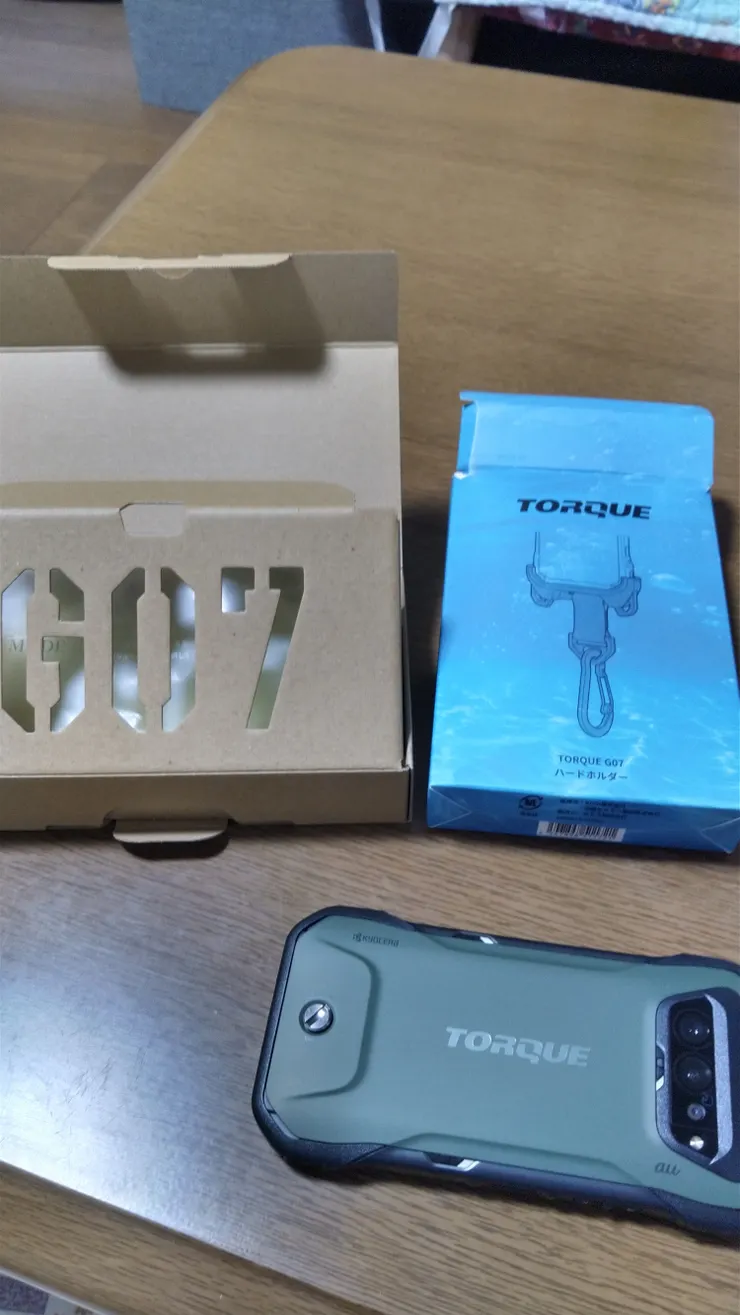 G07
TORQUE
TORQUE G07
ハードホルダー
KYOCERA
TORQUE
au